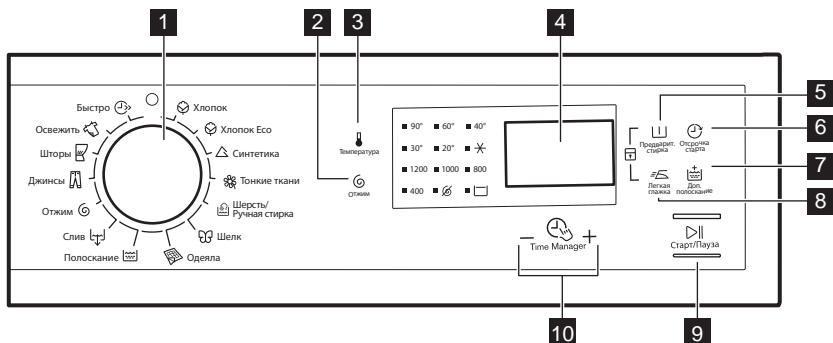 1
2
3
4
5
6
7
8
9
10
Быстро
Освежить
Шторы
Джинсы
Отжим
Слив
Полоскание
Хлопок
Хлопок Eco
Синтетика
Тонкие ткани
Шерсть/
Ручная стирка
Шелк
Одеяла
Температура
Отжим
90° 60° 40°
30° 20°
1200 1000 800
400
Предварит.
стирка
Отсрочка
старта
Легкая
глажка
Доп.
полоскание
Time Manager
Старт/Пауза